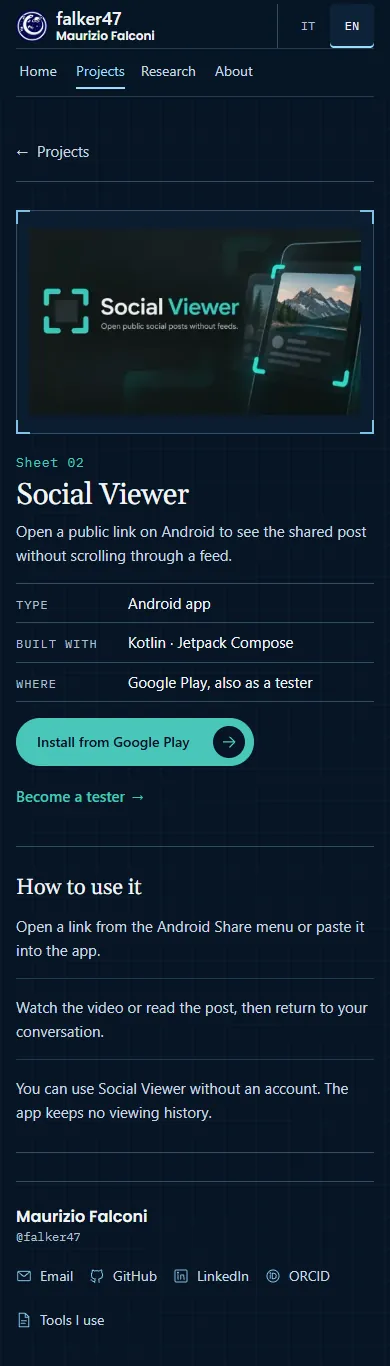 falker47
Maurizio Falconi
IT
EN
Home
Projects
Research
About
← Projects
Social Viewer
Open public social posts without feeds.
Sheet 02
Social Viewer
Open a public link on Android to see the shared post
without scrolling through a feed.
TYPE Android app
BUILT WITH Kotlin · Jetpack Compose
WHERE Google Play, also as a tester
Install from Google Play →
Become a tester →
How to use it
Open a link from the Android Share menu or paste it
into the app.
Watch the video or read the post, then return to your
conversation.
You can use Social Viewer without an account. The
app keeps no viewing history.
Maurizio Falconi
@falker47
Email
GitHub
LinkedIn
ORCID
Tools I use